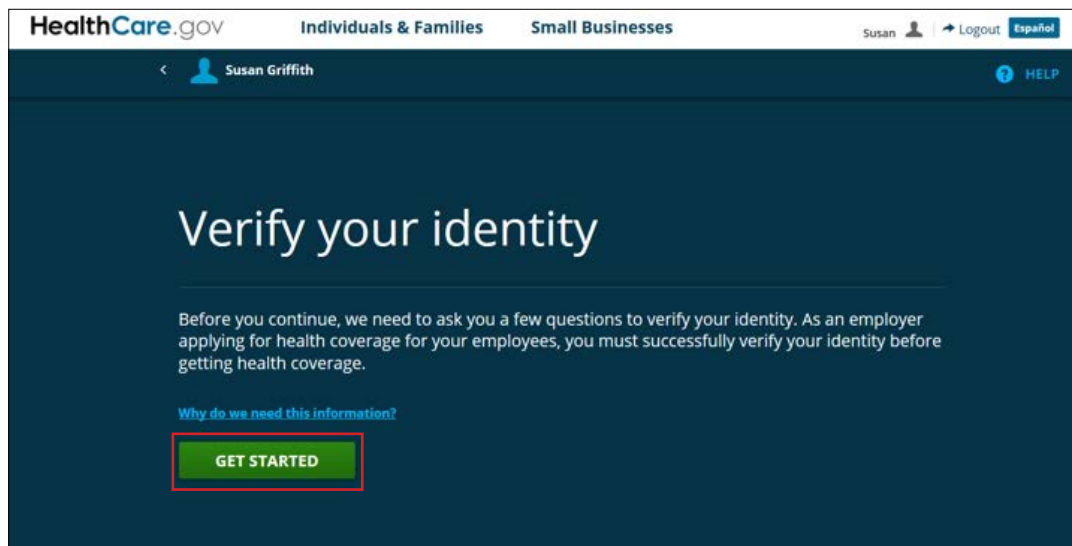 HealthCare.gov Individuals & Families Small Businesses Susan Logout Español
< Susan Griffith ? HELP
Verify your identity
Before you continue, we need to ask you a few questions to verify your identity. As an employer
applying for health coverage for your employees, you must successfully verify your identity before
getting health coverage.
Why do we need this information?
GET STARTED